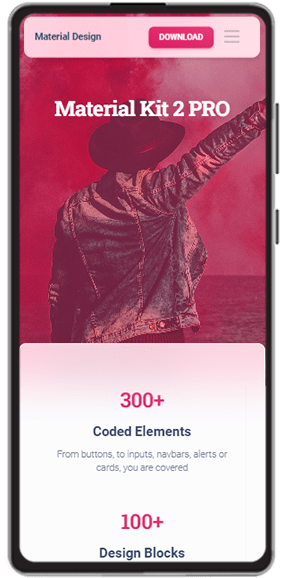 Material Design
DOWNLOAD
Material Kit 2 PRO
300+
Coded Elements
From buttons, to inputs, navbars, alerts or
cards, you are covered
100+
Design Blocks